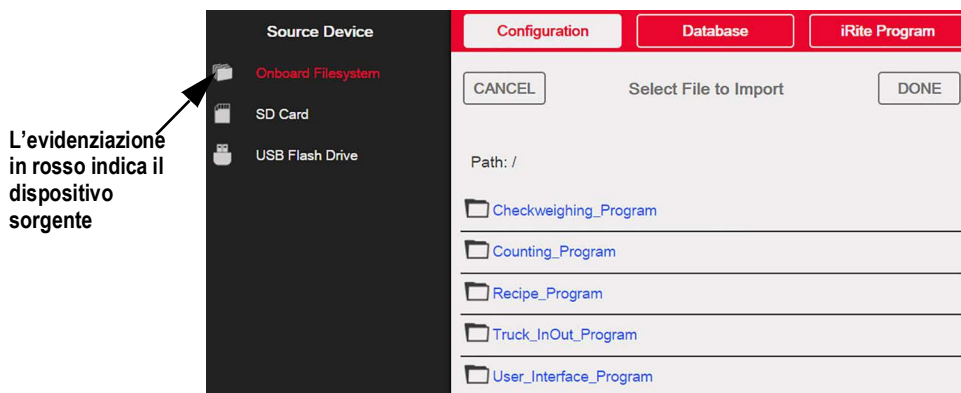 L'evidenziazione
in rosso indica il
dispositivo
sorgente
Source Device
Onboard Filesystem
SD Card
USB Flash Drive
Configuration
Database
iRite Program
CANCEL
Select File to Import
DONE
Path: /
Checkweighing_Program
Counting_Program
Recipe_Program
Truck_InOut_Program
User_Interface_Program